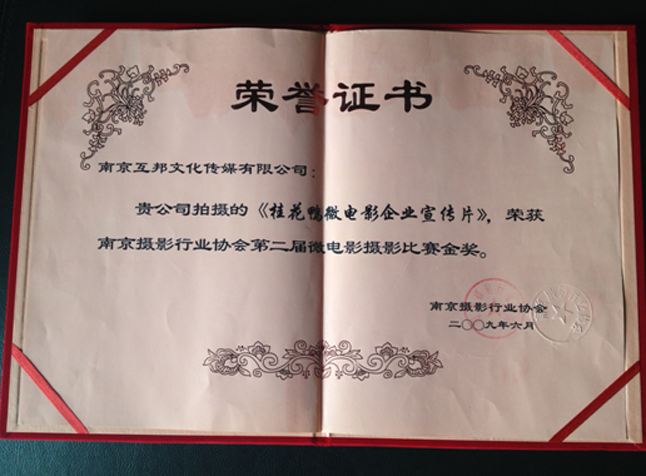 荣誉证书
南京互邦文化传媒有限公司：
贵公司拍摄的《桂花鸭微电影企业宣传片》，荣获
南京摄影行业协会第二届微电影摄影比赛金奖。
南京摄影行业协会
二〇〇九年六月